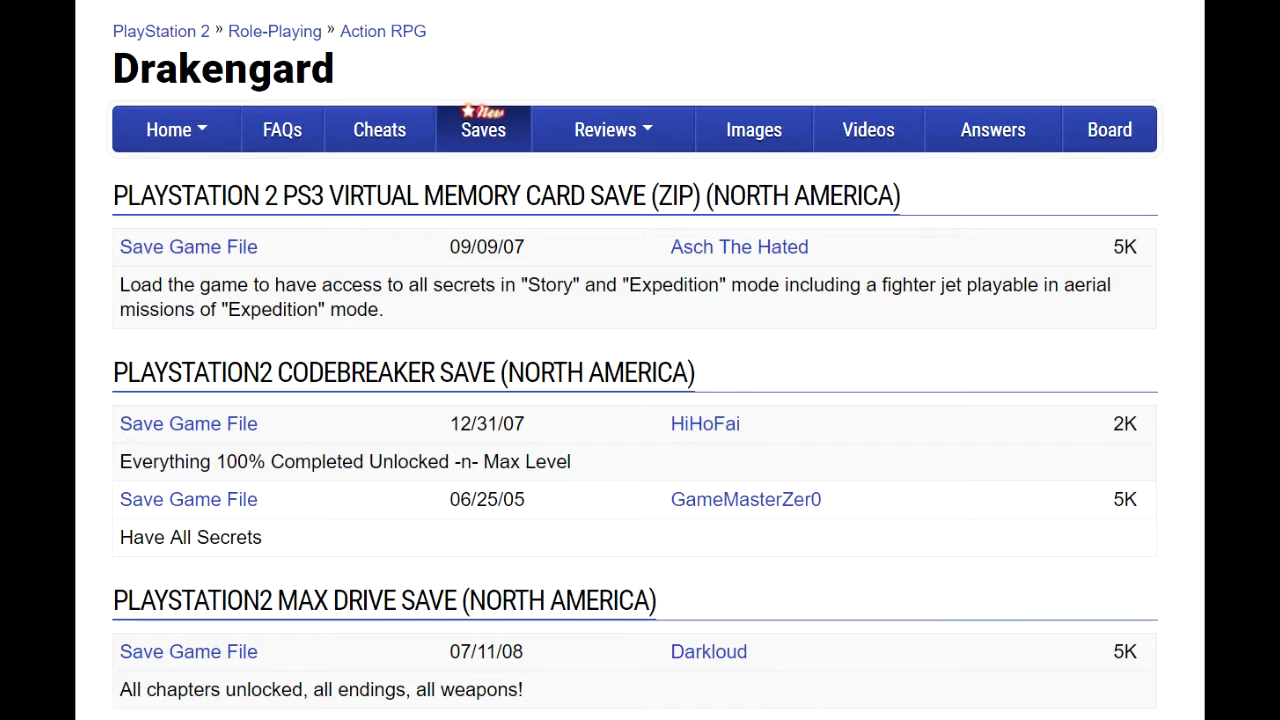 PlayStation 2 » Role-Playing » Action RPG
Drakengard
Home FAQs Cheats New Saves Reviews Images Videos Answers Board
PLAYSTATION 2 PS3 VIRTUAL MEMORY CARD SAVE (ZIP) (NORTH AMERICA)
Save Game File 09/09/07 Asch The Hated 5K
Load the game to have access to all secrets in "Story" and "Expedition" mode including a fighter jet playable in aerial
missions of "Expedition" mode.
PLAYSTATION2 CODEBREAKER SAVE (NORTH AMERICA)
Save Game File 12/31/07 HiHoFai 2K
Everything 100% Completed Unlocked -n- Max Level
Save Game File 06/25/05 GameMasterZer0 5K
Have All Secrets
PLAYSTATION2 MAX DRIVE SAVE (NORTH AMERICA)
Save Game File 07/11/08 Darkloud 5K
All chapters unlocked, all endings, all weapons!